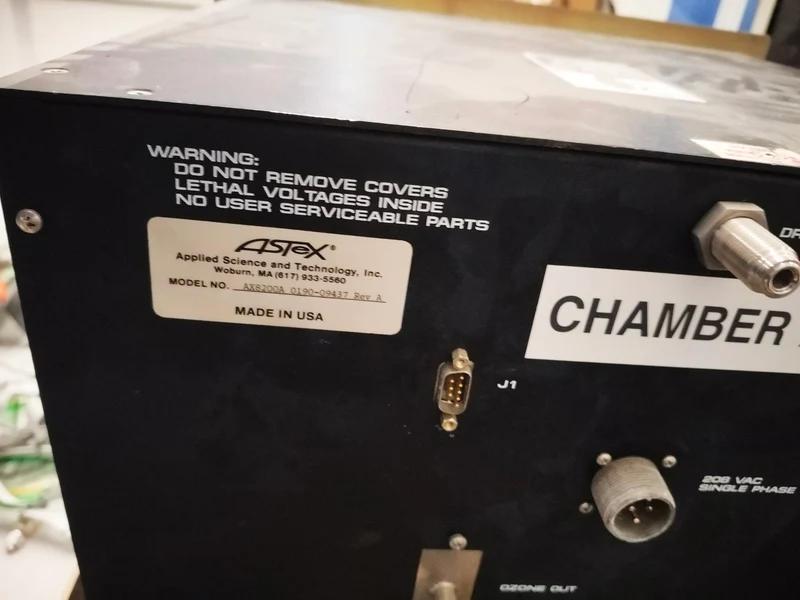 WARNING:
DO NOT REMOVE COVERS
LETHAL VOLTAGES INSIDE
NO USER SERVICEABLE PARTS
ASTeX®
Applied Science and Technology, Inc.
Woburn, MA (617) 933-5560
MODEL NO. AX8200A 0190-09437 Rev A
MADE IN USA
CHAMBER
J1
208 VAC
SINGLE PHASE
OZONE OUT